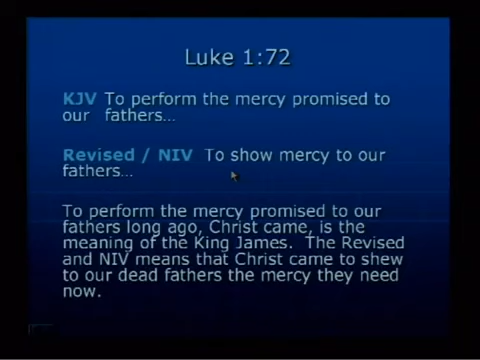 Luke 1:72
KJV To perform the mercy promised to
our fathers...
Revised / NIV To show mercy to our
fathers...
To perform the mercy promised to our
fathers long ago, Christ came, is the
meaning of the King James. The Revised
and NIV means that Christ came to shew
to our dead fathers the mercy they need
now.